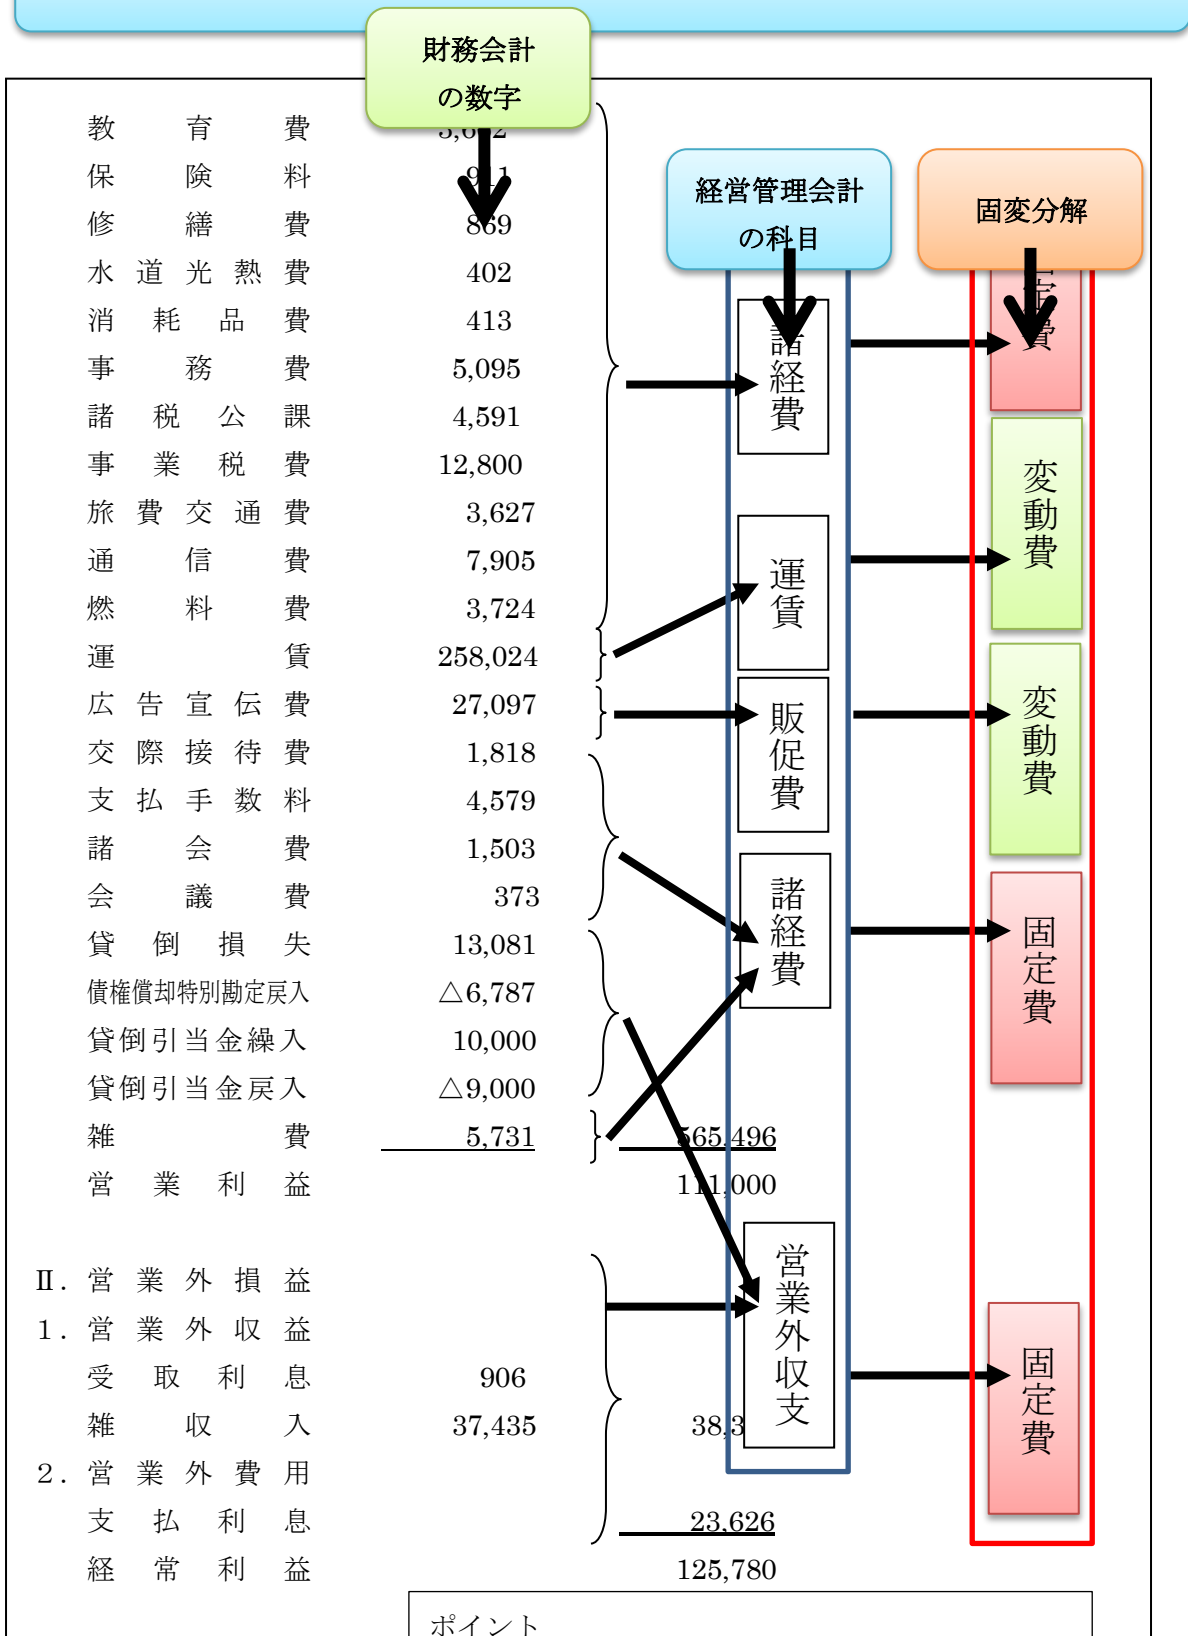 財務会計
の数字
経営管理会計
の科目
固変分解
教育費
保険料 911
修繕費 869
水道光熱費 402
消耗品費 413
事務費 5,095
諸税公課 4,591
事業税費 12,800
旅費交通費 3,627
通信費 7,905
燃料費 3,724
運賃 258,024
広告宣伝費 27,097
交際接待費 1,818
支払手数料 4,579
諸会費 1,503
会議費 373
貸倒損失 13,081
債権償却特別勘定戻入 △6,787
貸倒引当金繰入 10,000
貸倒引当金戻入 △9,000
雑費 5,731 565,496
営業利益 111,000
Ⅱ. 営業外損益
1. 営業外収益
受取利息 906
雑収入 37,435 38,3
2. 営業外費用
支払利息 23,626
経常利益 125,780
諸経費
運賃
販促費
諸経費
営業外収支
定費
変動費
変動費
固定費
固定費
ポイント